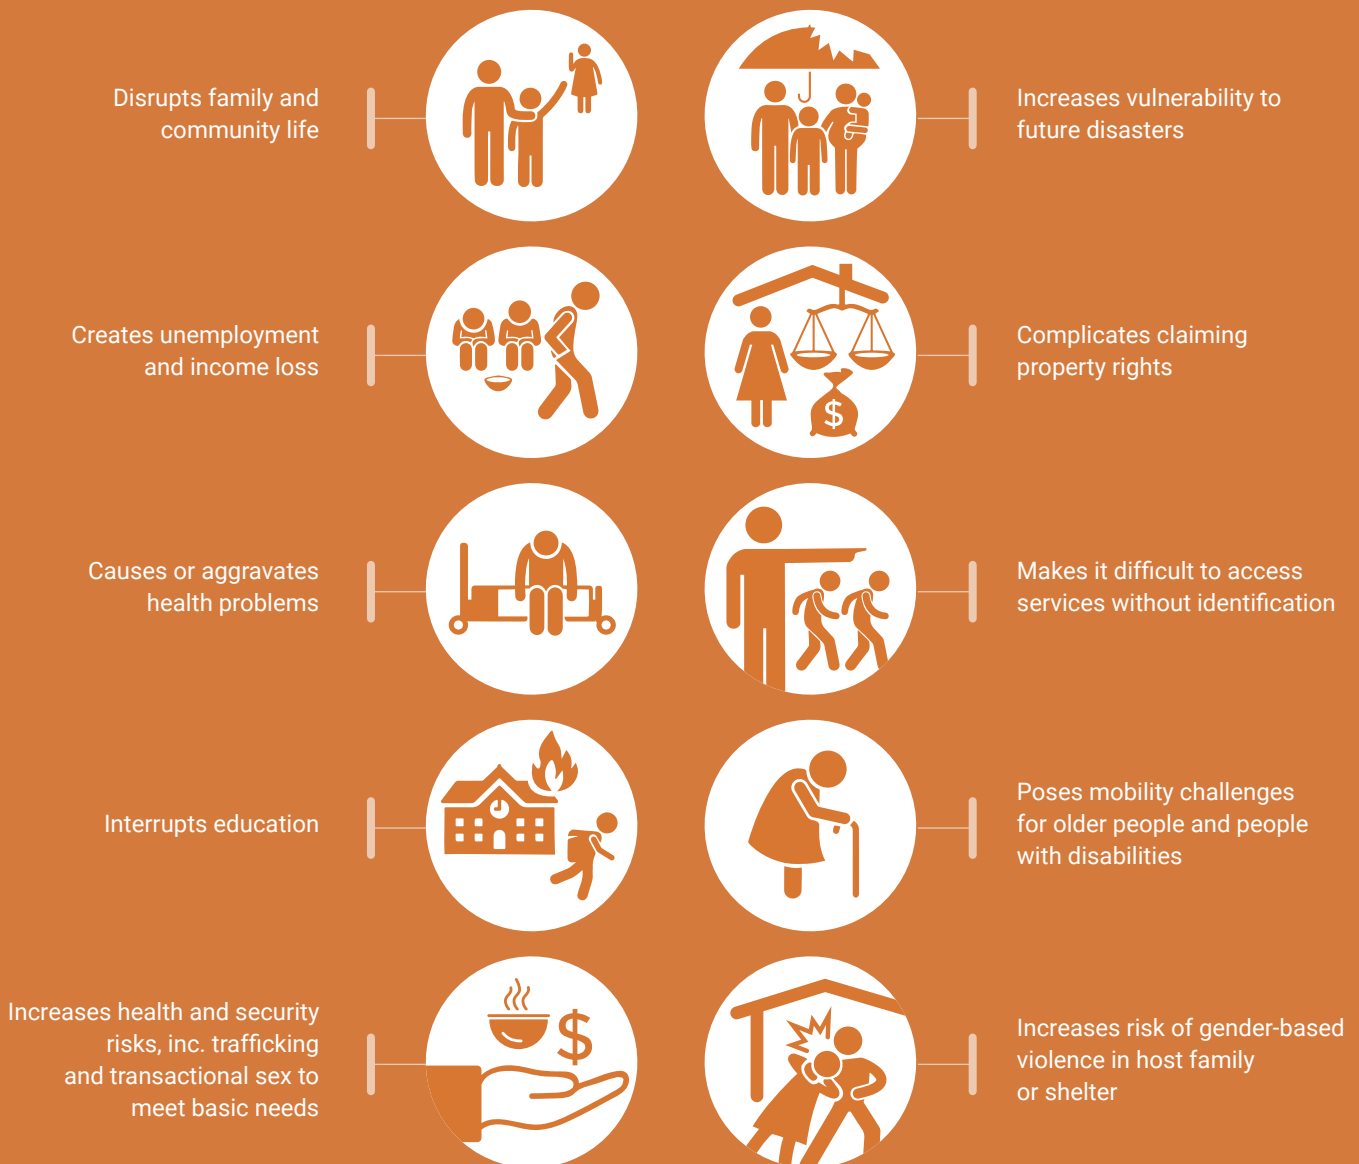 Disrupts family and
community life
Increases vulnerability to
future disasters
Creates unemployment
and income loss
Complicates claiming
property rights
$
Causes or aggravates
health problems
Makes it difficult to access
services without identification
Interrupts education
Poses mobility challenges
for older people and people
with disabilities
Increases health and security
risks, inc. trafficking
and transactional sex to
meet basic needs
$
Increases risk of gender-based
violence in host family
or shelter